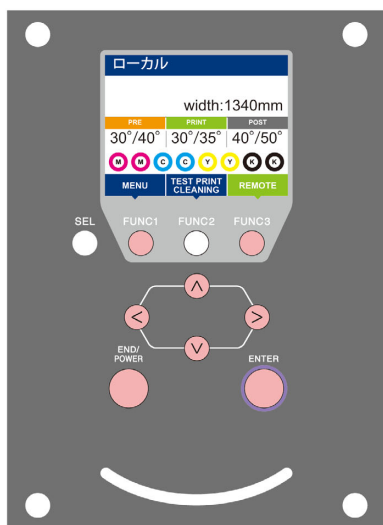 ローカル
width:1340mm
PRE PRINT POST
30°/40° 30°/35° 40°/50°
M M C C Y Y K K
MENU TEST PRINT CLEANING REMOTE
SEL FUNC1 FUNC2 FUNC3
END/
POWER
ENTER